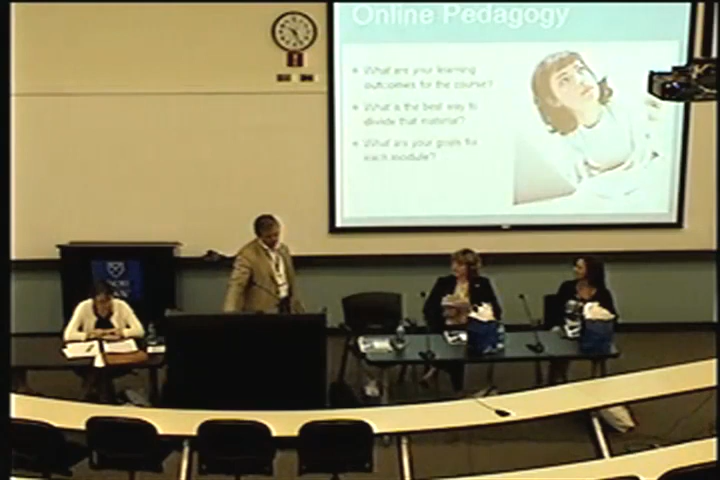 Online Pedagogy
What are your learning
outcomes for the course?
What is the best way to
divide that material?
What are your goals for
each module?